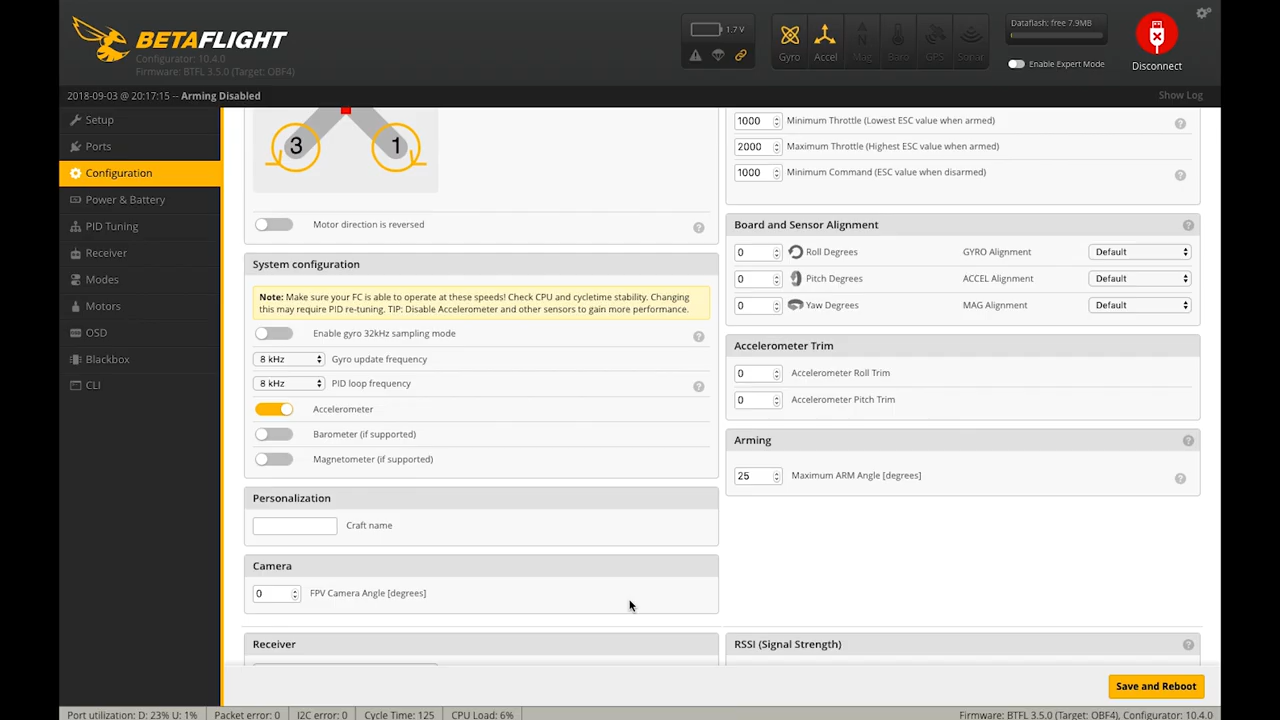 BETAFLIGHT
Configurator: 10.4.0
Firmware: BTFL 3.5.0 (Target: OBF4)
1.7 V
Gyro
Accel
Mag
Baro
GPS
Sonar
Dataflash: free 7.9MB
Enable Expert Mode
Disconnect
2018-09-03 @ 20:17:15 -- Arming Disabled
Show Log
Setup
Ports
Configuration
Power & Battery
PID Tuning
Receiver
Modes
Motors
OSD
Blackbox
CLI
3
1
Motor direction is reversed
System configuration
Note: Make sure your FC is able to operate at these speeds! Check CPU and cycletime stability. Changing
this may require PID re-tuning. TIP: Disable Accelerometer and other sensors to gain more performance.
Enable gyro 32kHz sampling mode
8 kHz Gyro update frequency
8 kHz PID loop frequency
Accelerometer
Barometer (if supported)
Magnetometer (if supported)
Personalization
Craft name
Camera
0 FPV Camera Angle [degrees]
Receiver
1000 Minimum Throttle (Lowest ESC value when armed)
2000 Maximum Throttle (Highest ESC value when armed)
1000 Minimum Command (ESC value when disarmed)
Board and Sensor Alignment
0 Roll Degrees GYRO Alignment Default
0 Pitch Degrees ACCEL Alignment Default
0 Yaw Degrees MAG Alignment Default
Accelerometer Trim
0 Accelerometer Roll Trim
0 Accelerometer Pitch Trim
Arming
25 Maximum ARM Angle [degrees]
RSSI (Signal Strength)
Save and Reboot
Port utilization: D: 23% U: 1%
Packet error: 0
I2C error: 0
Cycle Time: 125
CPU Load: 6%
Firmware: BTFL 3.5.0 (Target: OBF4), Configurator: 10.4.0